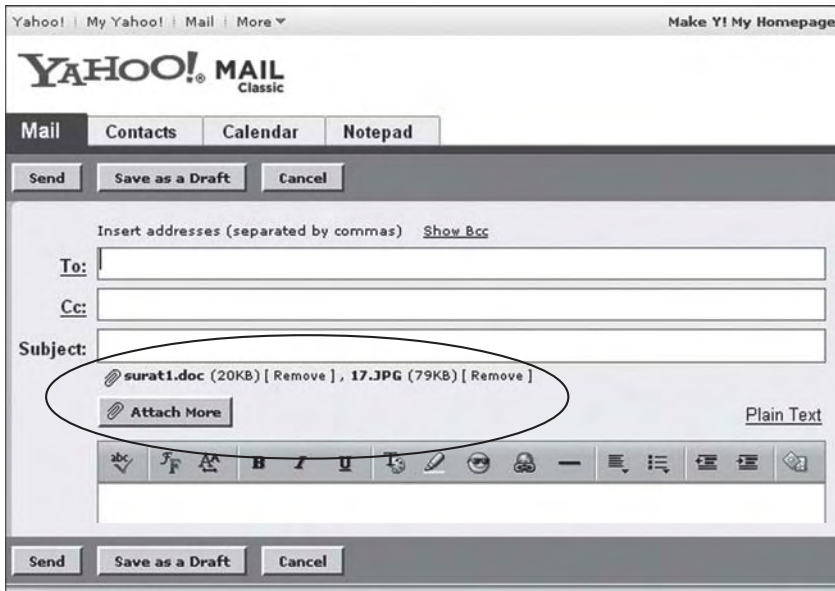 Yahoo! My Yahoo! Mail More Make Y! My Homepage
YAHOO!® MAIL
Classic
Mail Contacts Calendar Notepad
Send Save as a Draft Cancel
Insert addresses (separated by commas) Show Bcc
To:
Cc:
Subject:
surat1.doc (20KB) [ Remove ] , 17.JPG (79KB) [ Remove ]
Attach More
Plain Text
abc B I U
Send Save as a Draft Cancel